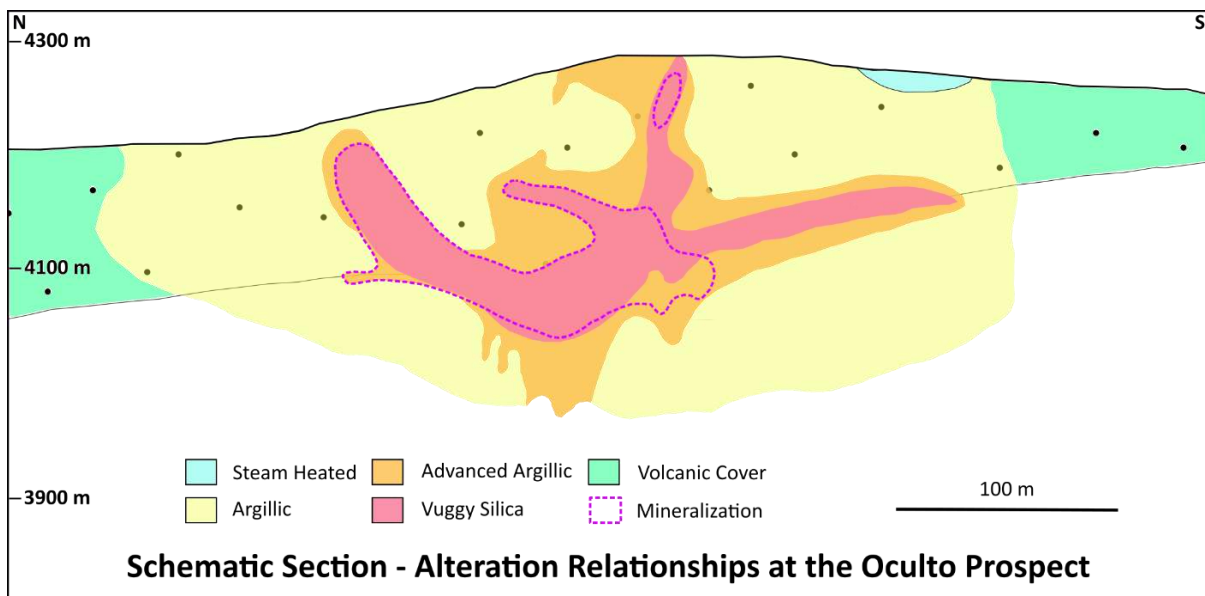 N
S
4300 m
4100 m
3900 m
Steam Heated
Advanced Argillic
Volcanic Cover
Argillic
Vuggy Silica
Mineralization
100 m
Schematic Section - Alteration Relationships at the Oculto Prospect